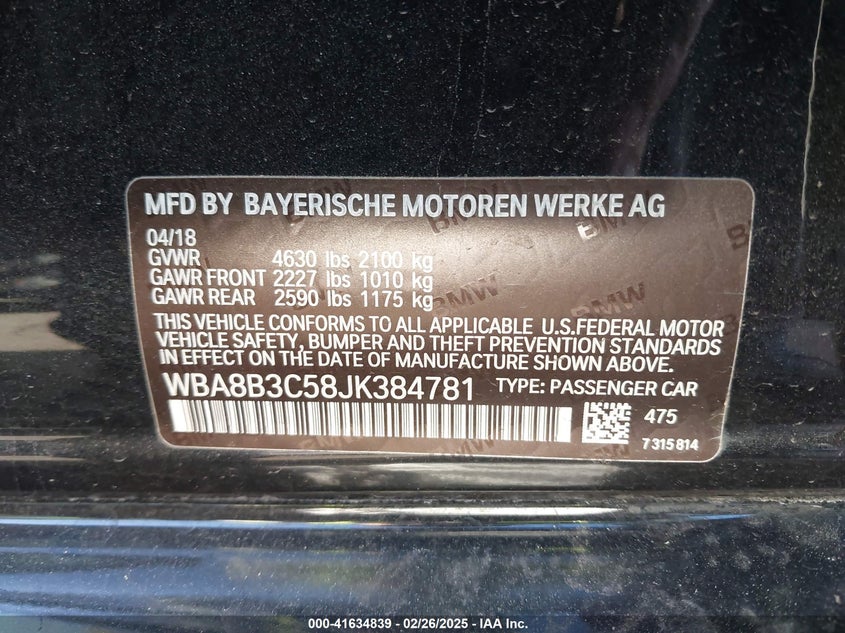 MFD BY BAYERISCHE MOTOREN WERKE AG
04/18
GVWR 4630 lbs 2100 kg
GAWR FRONT 2227 lbs 1010 kg
GAWR REAR 2590 lbs 1175 kg
THIS VEHICLE CONFORMS TO ALL APPLICABLE U.S.FEDERAL MOTOR
VEHICLE SAFETY, BUMPER AND THEFT PREVENTION STANDARDS
IN EFFECT ON THE DATE OF MANUFACTURE SHOWN ABOVE.
WBA8B3C58JK384781 TYPE: PASSENGER CAR
475
7315814
BMW
000-41634839 / 02/26/2025 - IAA Inc.